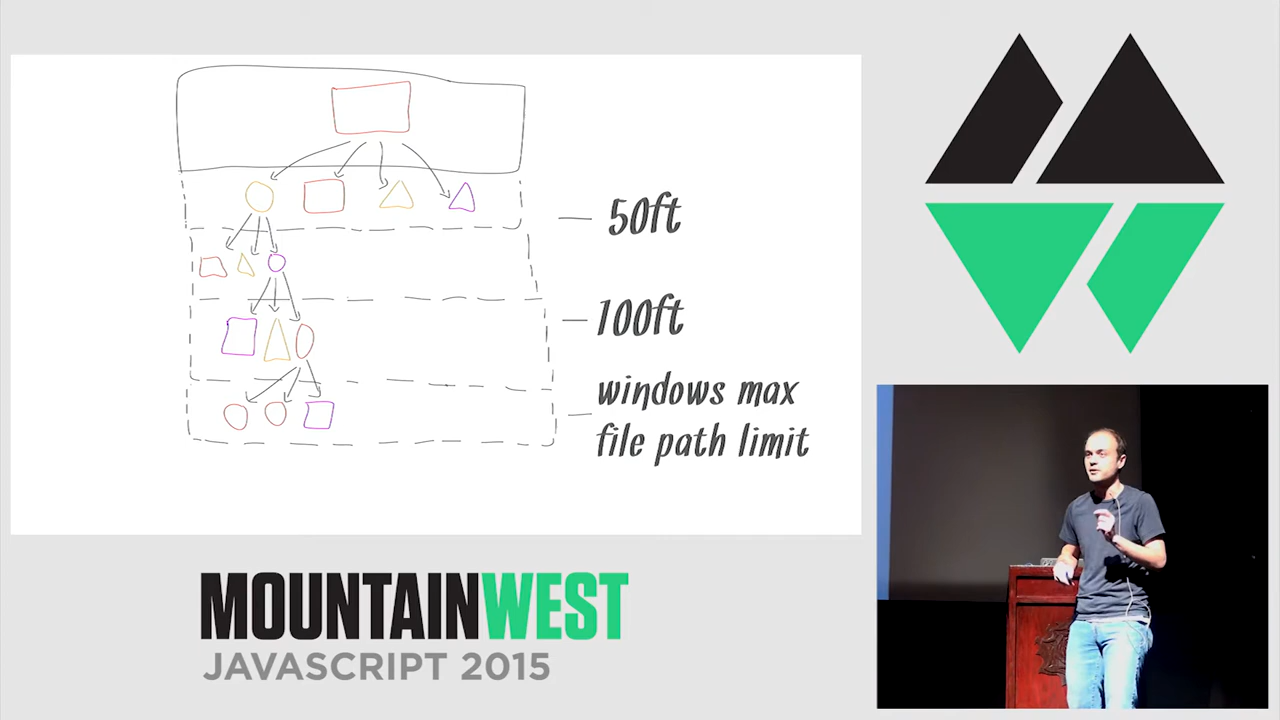 50ft
100ft
windows max
file path limit
MOUNTAINWEST
JAVASCRIPT 2015